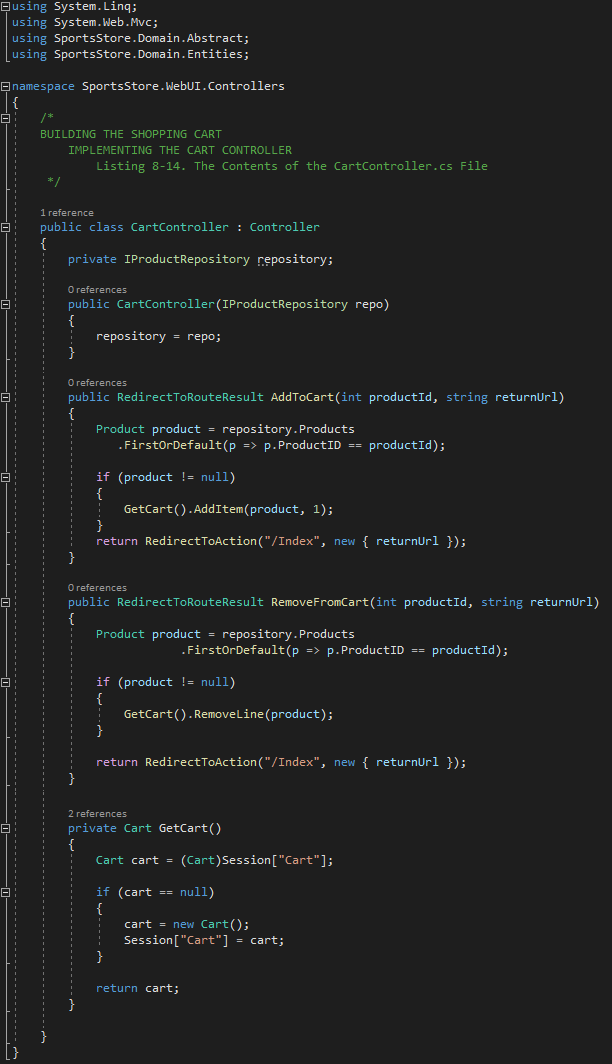 using System.Linq;
using System.Web.Mvc;
using SportsStore.Domain.Abstract;
using SportsStore.Domain.Entities;
namespace SportsStore.WebUI.Controllers
{
/*
BUILDING THE SHOPPING CART
IMPLEMENTING THE CART CONTROLLER
Listing 8-14. The Contents of the CartController.cs File
*/
1 reference
public class CartController : Controller
{
private IProductRepository repository;
0 references
public CartController(IProductRepository repo)
{
repository = repo;
}
0 references
public RedirectToRouteResult AddToCart(int productId, string returnUrl)
{
Product product = repository.Products
.FirstOrDefault(p => p.ProductID == productId);
if (product != null)
{
GetCart().AddItem(product, 1);
}
return RedirectToAction("/Index", new { returnUrl });
}
0 references
public RedirectToRouteResult RemoveFromCart(int productId, string returnUrl)
{
Product product = repository.Products
.FirstOrDefault(p => p.ProductID == productId);
if (product != null)
{
GetCart().RemoveLine(product);
}
return RedirectToAction("/Index", new { returnUrl });
}
2 references
private Cart GetCart()
{
Cart cart = (Cart)Session["Cart"];
if (cart == null)
{
cart = new Cart();
Session["Cart"] = cart;
}
return cart;
}
}
}